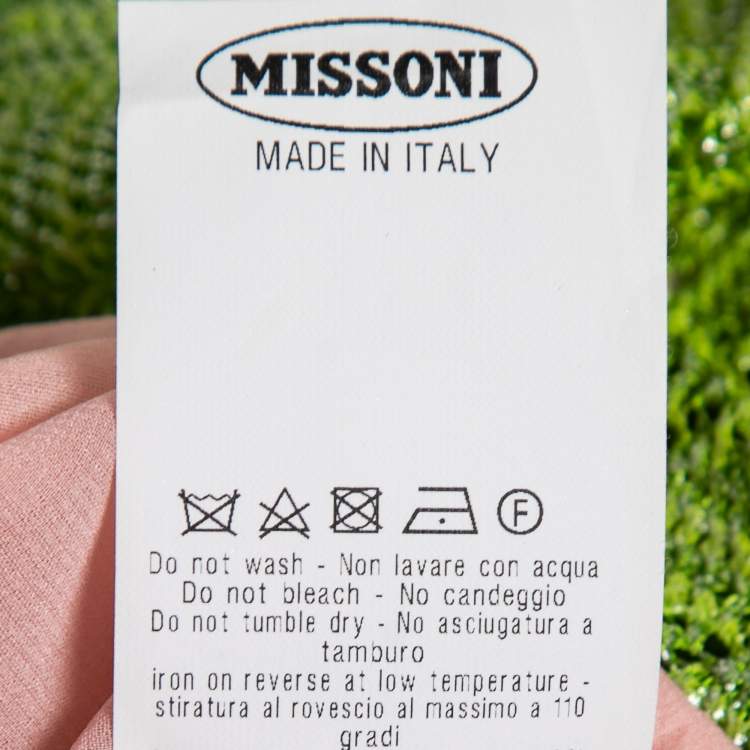 MISSONI
MADE IN ITALY
F
Do not wash - Non lavare con acqua
Do not bleach - No candeggio
Do not tumble dry - No asciugatura a
tamburo
iron on reverse at low temperature -
stiratura al rovescio al massimo a 110
gradi